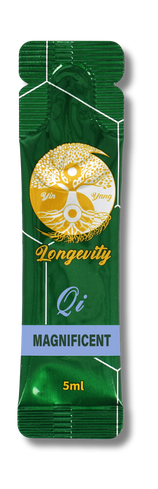 Yin Yang
Longevity
Qi
MAGNIFICENT
5ml